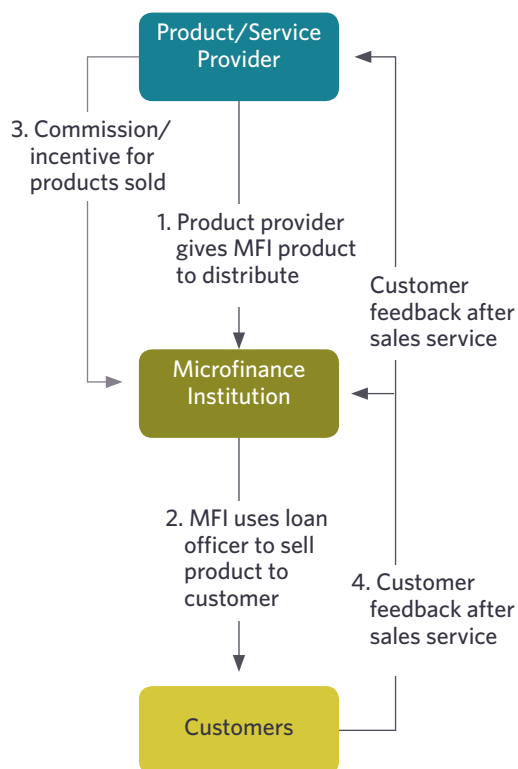 Product/Service
Provider
3. Commission/
incentive for
products sold
1. Product provider
gives MFI product
to distribute
Customer
feedback after
sales service
Microfinance
Institution
2. MFI uses loan
officer to sell
product to
customer
4. Customer
feedback after
sales service
Customers